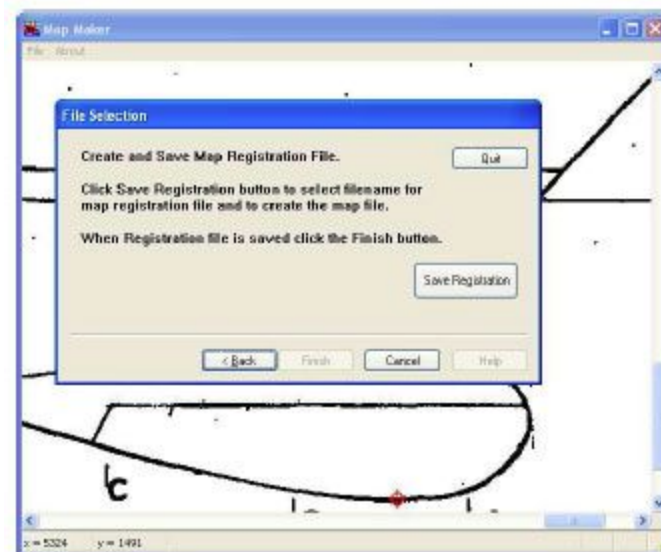 Map Maker
File About
File Selection
Create and Save Map Registration File.
Quit
Click Save Registration button to select filename for
map registration file and to create the map file.
When Registration file is saved click the Finish button.
Save Registration
< Back Finish Cancel Help
c
x = 5324 y = 1491